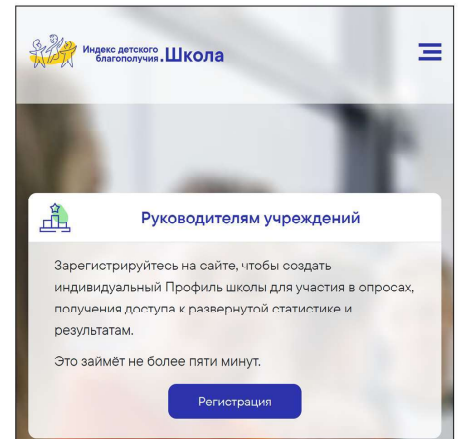 Индекс детского
благополучия.Школа
Руководителям учреждений
Зарегистрируйтесь на сайте, чтобы создать
индивидуальный Профиль школы для участия в опросах,
получения доступа к развернутой статистике и
результатам.
Это займёт не более пяти минут.
Регистрация